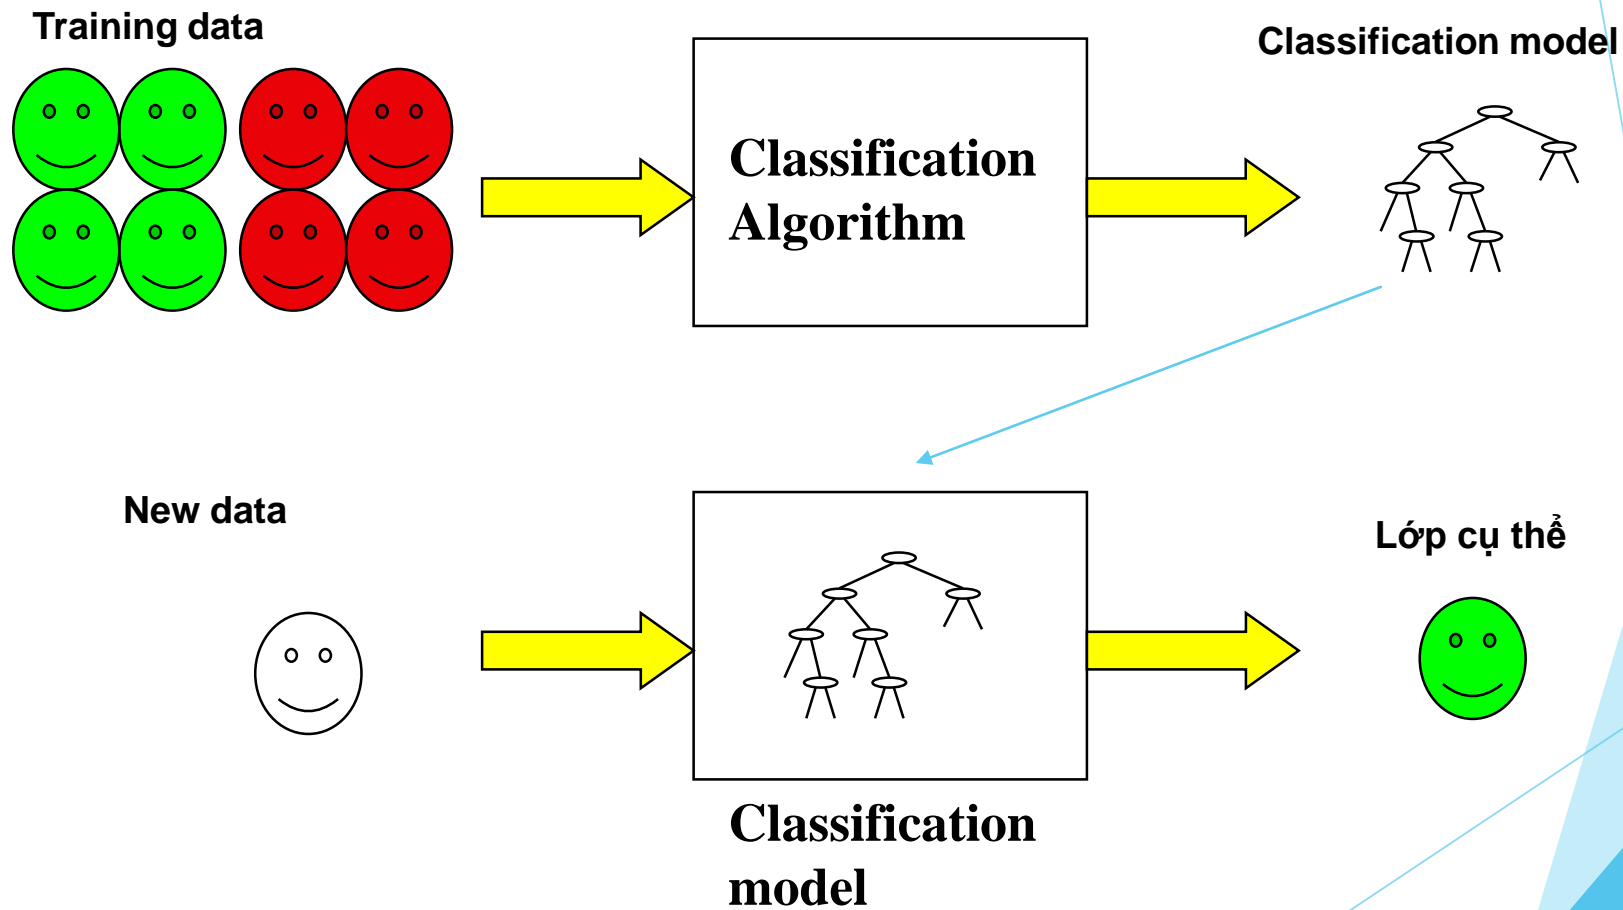 Training data
Classification model
Classification
Algorithm
New data
Lớp cụ thể
Classification
model